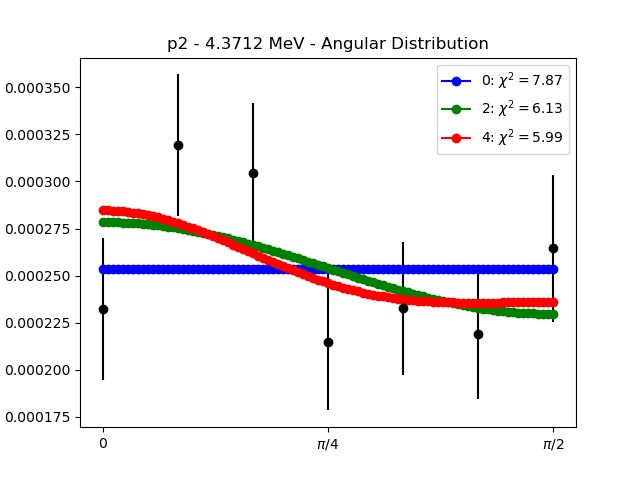 p2 - 4.3712 MeV - Angular Distribution
0.000350
0.000325
0.000300
0.000275
0.000250
0.000225
0.000200
0.000175
0: χ² = 7.87
2: χ² = 6.13
4: χ² = 5.99
0
π/4
π/2